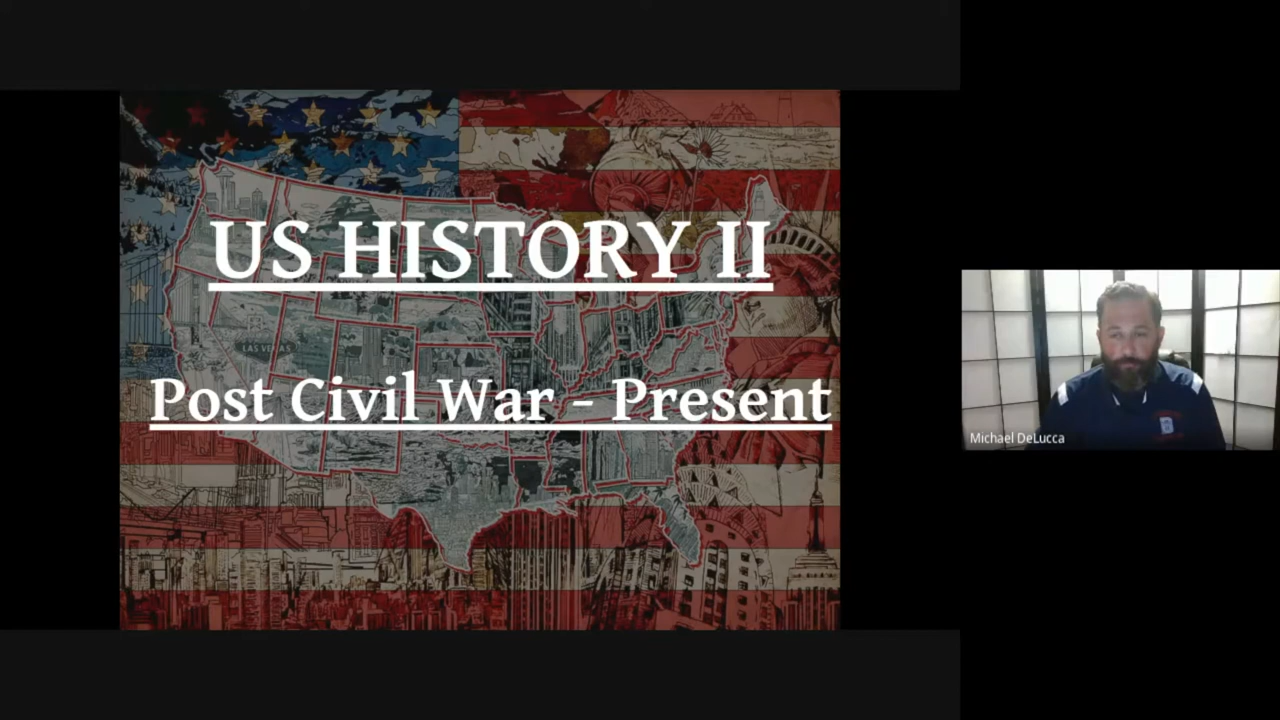 US HISTORY II
Post Civil War - Present
LAS VEGAS
Michael DeLucca